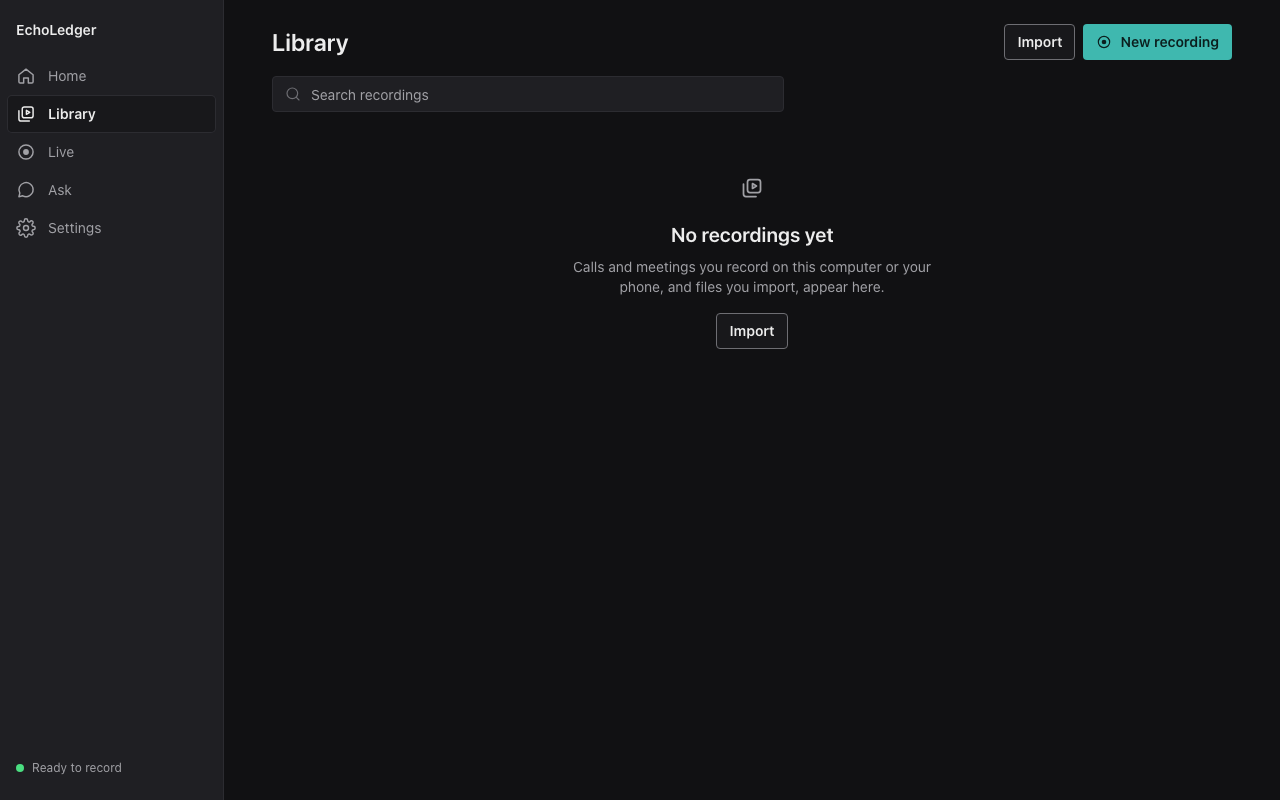 EchoLedger
Home
Library
Live
Ask
Settings
Ready to record
Library
Import
New recording
Search recordings
No recordings yet
Calls and meetings you record on this computer or your
phone, and files you import, appear here.
Import